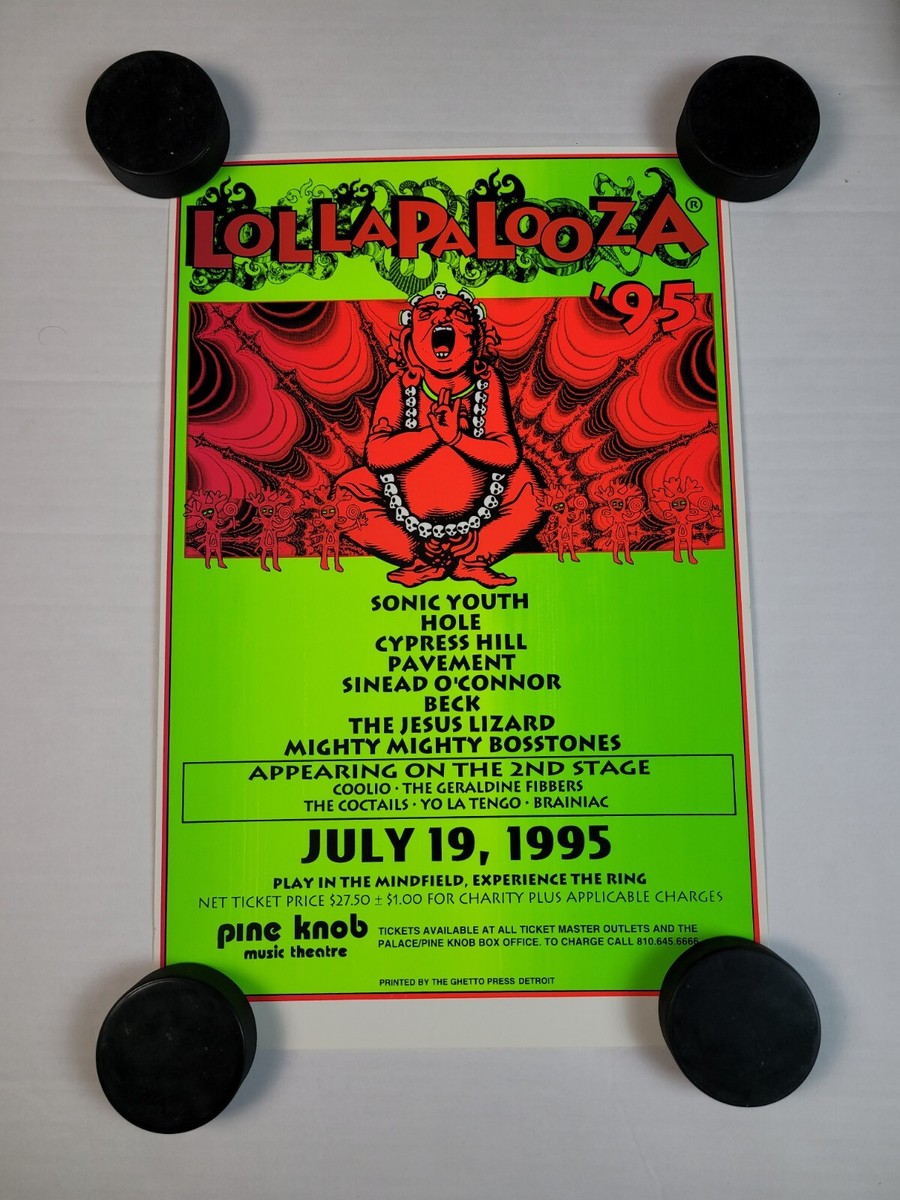 LOLLAPALOOZA®
'95
SONIC YOUTH
HOLE
CYPRESS HILL
PAVEMENT
SINEAD O'CONNOR
BECK
THE JESUS LIZARD
MIGHTY MIGHTY BOSSTONES
APPEARING ON THE 2ND STAGE
COOLIO · THE GERALDINE FIBBERS
THE COCTAILS · YO LA TENGO · BRAINIAC
JULY 19, 1995
PLAY IN THE MINDFIELD, EXPERIENCE THE RING
NET TICKET PRICE $27.50 ± $1.00 FOR CHARITY PLUS APPLICABLE CHARGES
pine knob
music theatre
TICKETS AVAILABLE AT ALL TICKET MASTER OUTLETS AND THE
PALACE/PINE KNOB BOX OFFICE. TO CHARGE CALL 810.645.6666
PRINTED BY THE GHETTO PRESS DETROIT